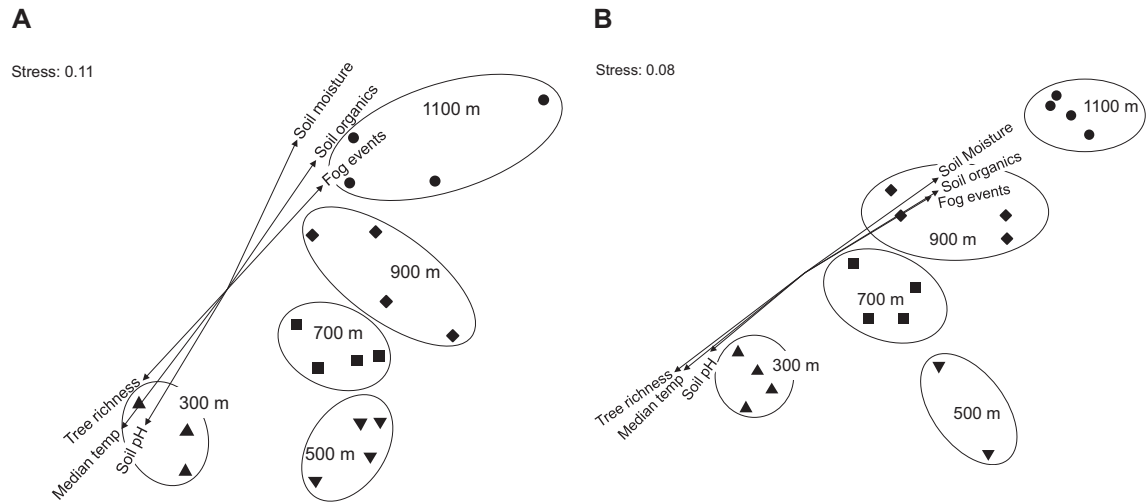 A
Stress: 0.11
Soil moisture
Soil organics
Fog events
1100 m
900 m
700 m
300 m
500 m
Tree richness
Median temp
Soil pH
B
Stress: 0.08
1100 m
Soil Moisture
Soil organics
Fog events
900 m
700 m
300 m
500 m
Tree richness
Median temp
Soil pH